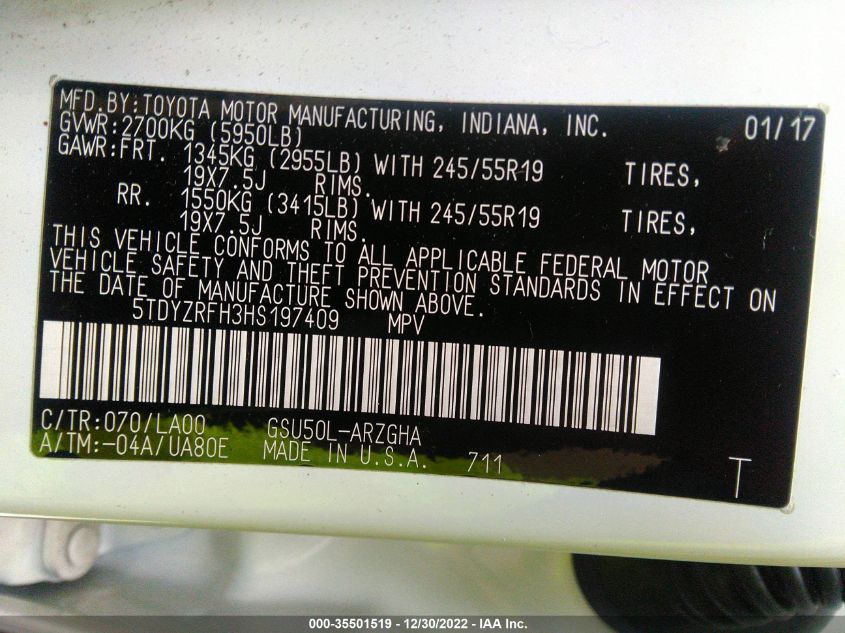 MFD.BY:TOYOTA MOTOR MANUFACTURING, INDIANA, INC. 01/17
GVWR:2700KG (5950LB)
GAWR:FRT. 1345KG (2955LB) WITH 245/55R19 TIRES,
19X7.5J RIMS.
RR. 1550KG (3415LB) WITH 245/55R19 TIRES,
19X7.5J RIMS.
THIS VEHICLE CONFORMS TO ALL APPLICABLE FEDERAL MOTOR
VEHICLE SAFETY AND THEFT PREVENTION STANDARDS IN EFFECT ON
THE DATE OF MANUFACTURE SHOWN ABOVE.
5TDYZRFH3HS197409 MPV
C/TR:070/LA00 GSU50L-ARZGHA
A/TM:-04A/UA80E MADE IN U.S.A. 711 T
000-35501519 - 12/30/2022 - IAA Inc.